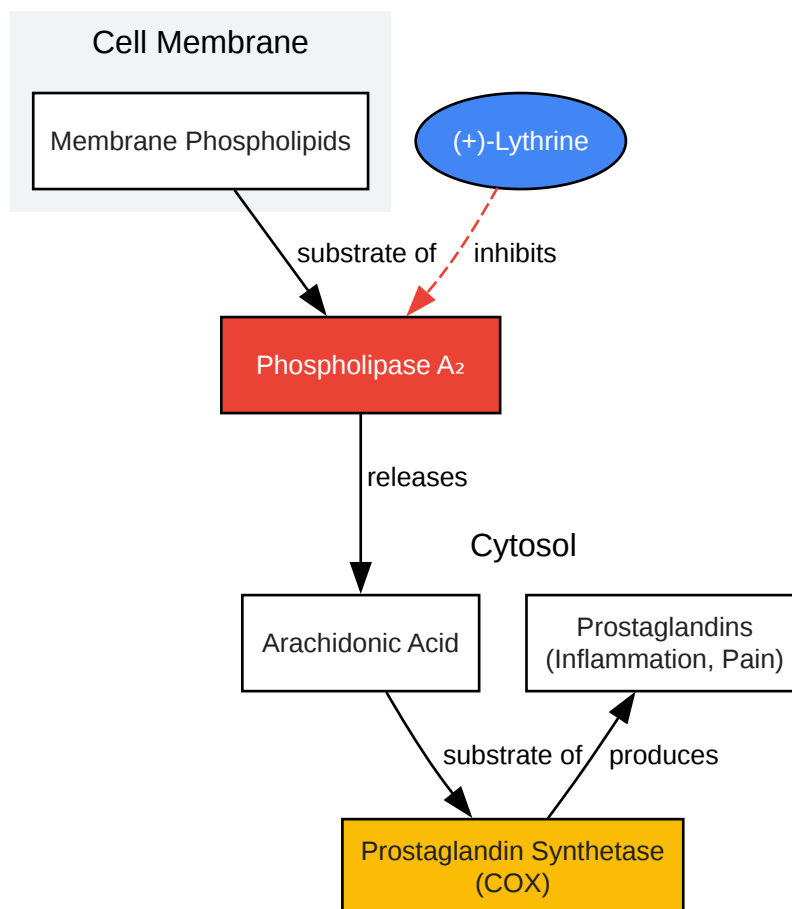 Cell Membrane
Membrane Phospholipids
(+)-Lythrine
substrate of
inhibits
Phospholipase A₂
releases
Cytosol
Arachidonic Acid
Prostaglandins
(Inflammation, Pain)
substrate of
produces
Prostaglandin Synthetase
(COX)